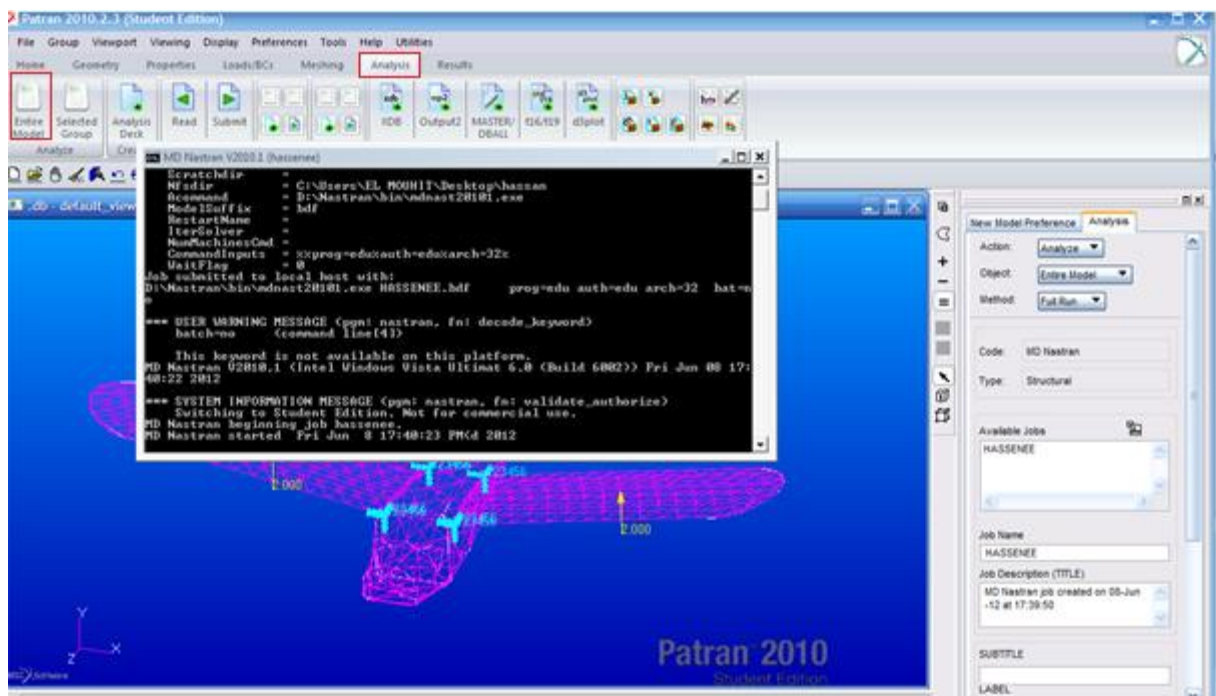 Patran 2010.2.3 (Student Edition)
File Group Viewport Viewing Display Preferences Tools Help Utilities
Home Geometry Properties Loads/BCs Meshing Analysis Results
Entire Model
Selected Group
Analysis Deck
Read
Submit
XDB
Output2
MASTER/DBALL
t16/t19
d3plot
Analyze
MD Nastran V2010.1 (hassenee)
Scratchdir =
Nfsdir = C:\Users\EL MOUHIT\Desktop\hassan
Acommand = D:\Nastran\bin\mdnast20101.exe
ModelSuffix = bdf
RestartName =
IterSolver =
NumMachinesCmd =
CommandInputs = xxprog=eduxauth=eduxarch=32x
WaitFlag = 0
Job submitted to local host with:
D:\Nastran\bin\mdnast20101.exe HASSENEE.bdf prog=edu auth=edu arch=32 bat=n
o
*** USER WARNING MESSAGE (pgm: nastran, fn: decode_keyword)
batch=no (command line[4])
This keyword is not available on this platform.
MD Nastran V2010.1 (Intel Windows Vista Ultimat 6.0 (Build 6002)) Fri Jun 08 17:
40:22 2012
*** SYSTEM INFORMATION MESSAGE (pgm: nastran, fn: validate_authorize)
Switching to Student Edition. Not for commercial use.
MD Nastran beginning job hassenee.
MD Nastran started Fri Jun 8 17:40:23 PM(d 2012
.db - default_view
2.000
2.000
Y
X
Z
Patran 2010
Student Edition
MSC Software
New Model Preference Analysis
Action: Analyze
Object: Entire Model
Method: Full Run
Code: MD Nastran
Type: Structural
Available Jobs
HASSENEE
Job Name
HASSENEE
Job Description (TITLE)
MD Nastran job created on 08-Jun
-12 at 17:39:50
SUBTITLE
LABEL